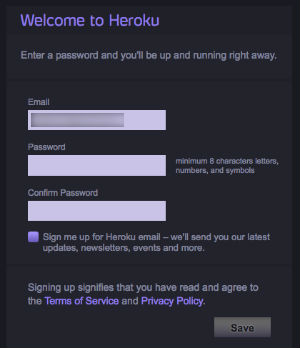 Welcome to Heroku
Enter a password and you'll be up and running right away.
Email
Password
minimum 8 characters letters,
numbers, and symbols
Confirm Password
Sign me up for Heroku email – we'll send you our latest
updates, newsletters, events and more.
Signing up signifies that you have read and agree to
the Terms of Service and Privacy Policy.
Save